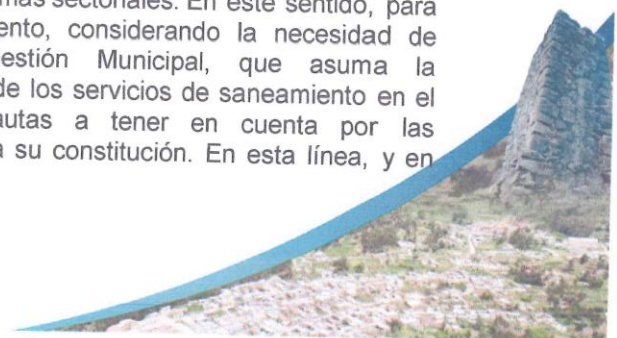 mas sectoriales. En este sentido, para
ento, considerando la necesidad de
estión Municipal, que asuma la
de los servicios de saneamiento en el
autas a tener en cuenta por las
a su constitución. En esta línea, y en